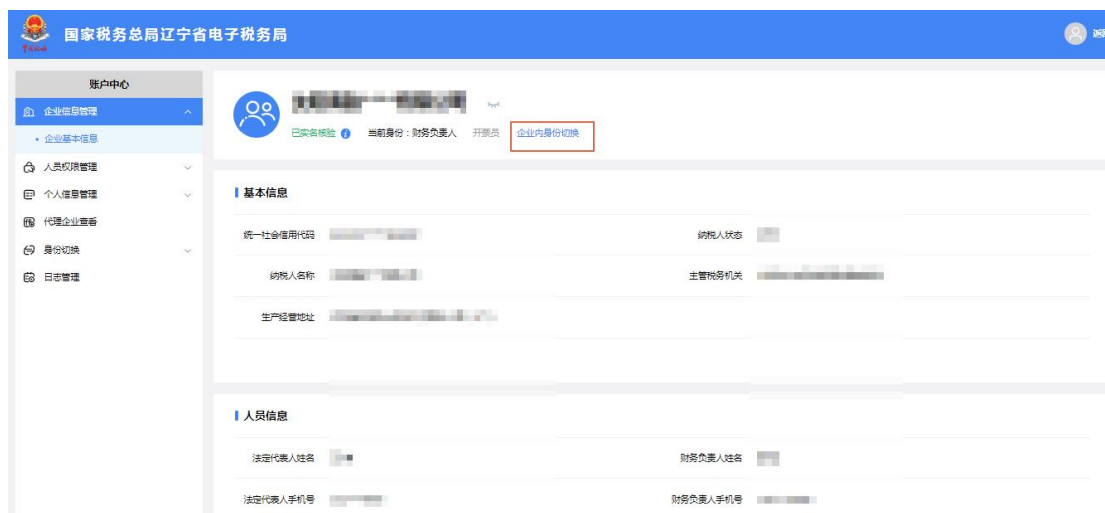 国家税务总局辽宁省电子税务局
账户中心
企业信息管理
企业基本信息
人员权限管理
个人信息管理
代理企业查看
身份切换
日志管理
已实名核验 当前身份：财务负责人 开票员 企业内身份切换
基本信息
统一社会信用代码 纳税人状态
纳税人名称 主管税务机关
生产经营地址
人员信息
法定代表人姓名 财务负责人姓名
法定代表人手机号 财务负责人手机号